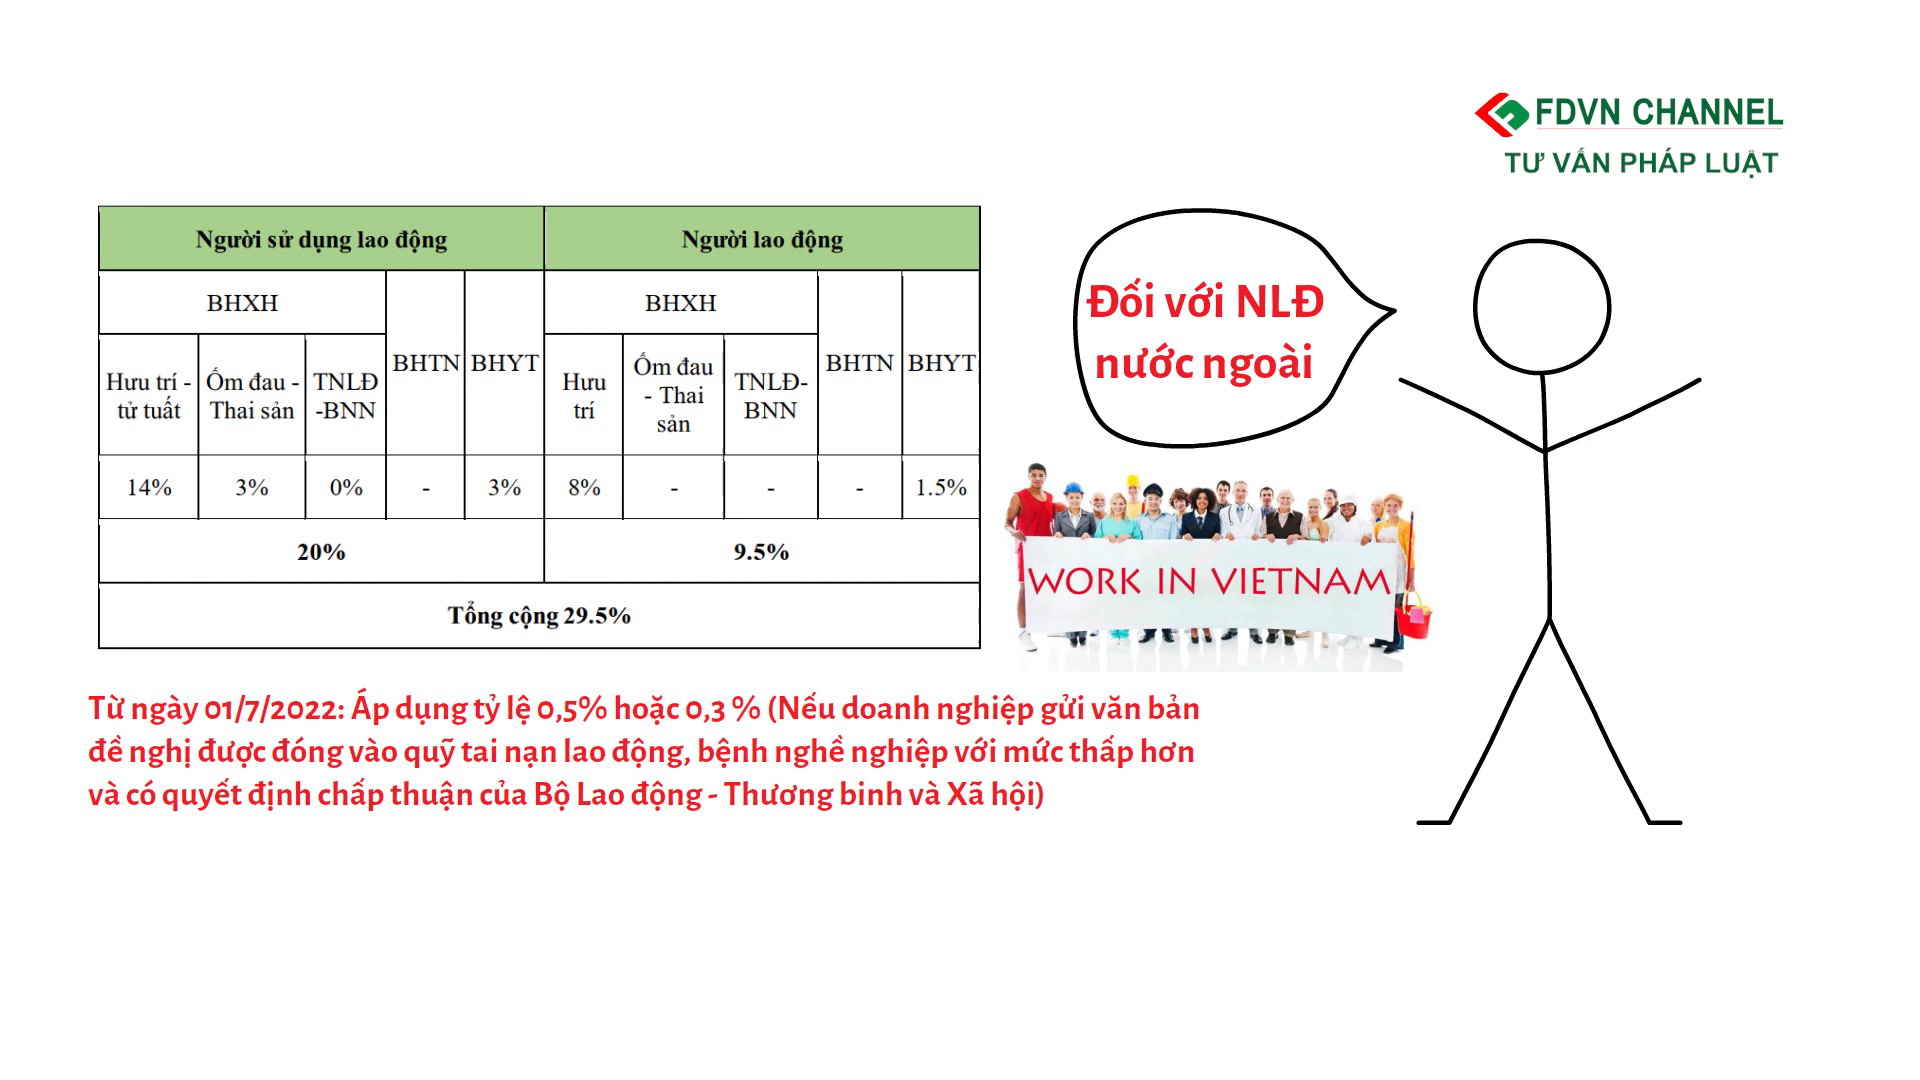 FDVN CHANNEL
TƯ VẤN PHÁP LUẬT
Người sử dụng lao động
Người lao động
BHXH
BHTN
BHYT
BHXH
BHTN
BHYT
Hưu trí -
tử tuất
Ốm đau -
Thai sản
TNLĐ
-BNN
Hưu
trí
Ốm đau
- Thai
sản
TNLĐ-
BNN
14%
3%
0%
-
3%
8%
-
-
-
1.5%
20%
9.5%
Tổng cộng 29.5%
Đối với NLĐ
nước ngoài
WORK IN VIETNAM
Từ ngày 01/7/2022: Áp dụng tỷ lệ 0,5% hoặc 0,3 % (Nếu doanh nghiệp gửi văn bản
đề nghị được đóng vào quỹ tai nạn lao động, bệnh nghề nghiệp với mức thấp hơn
và có quyết định chấp thuận của Bộ Lao động - Thương binh và Xã hội)